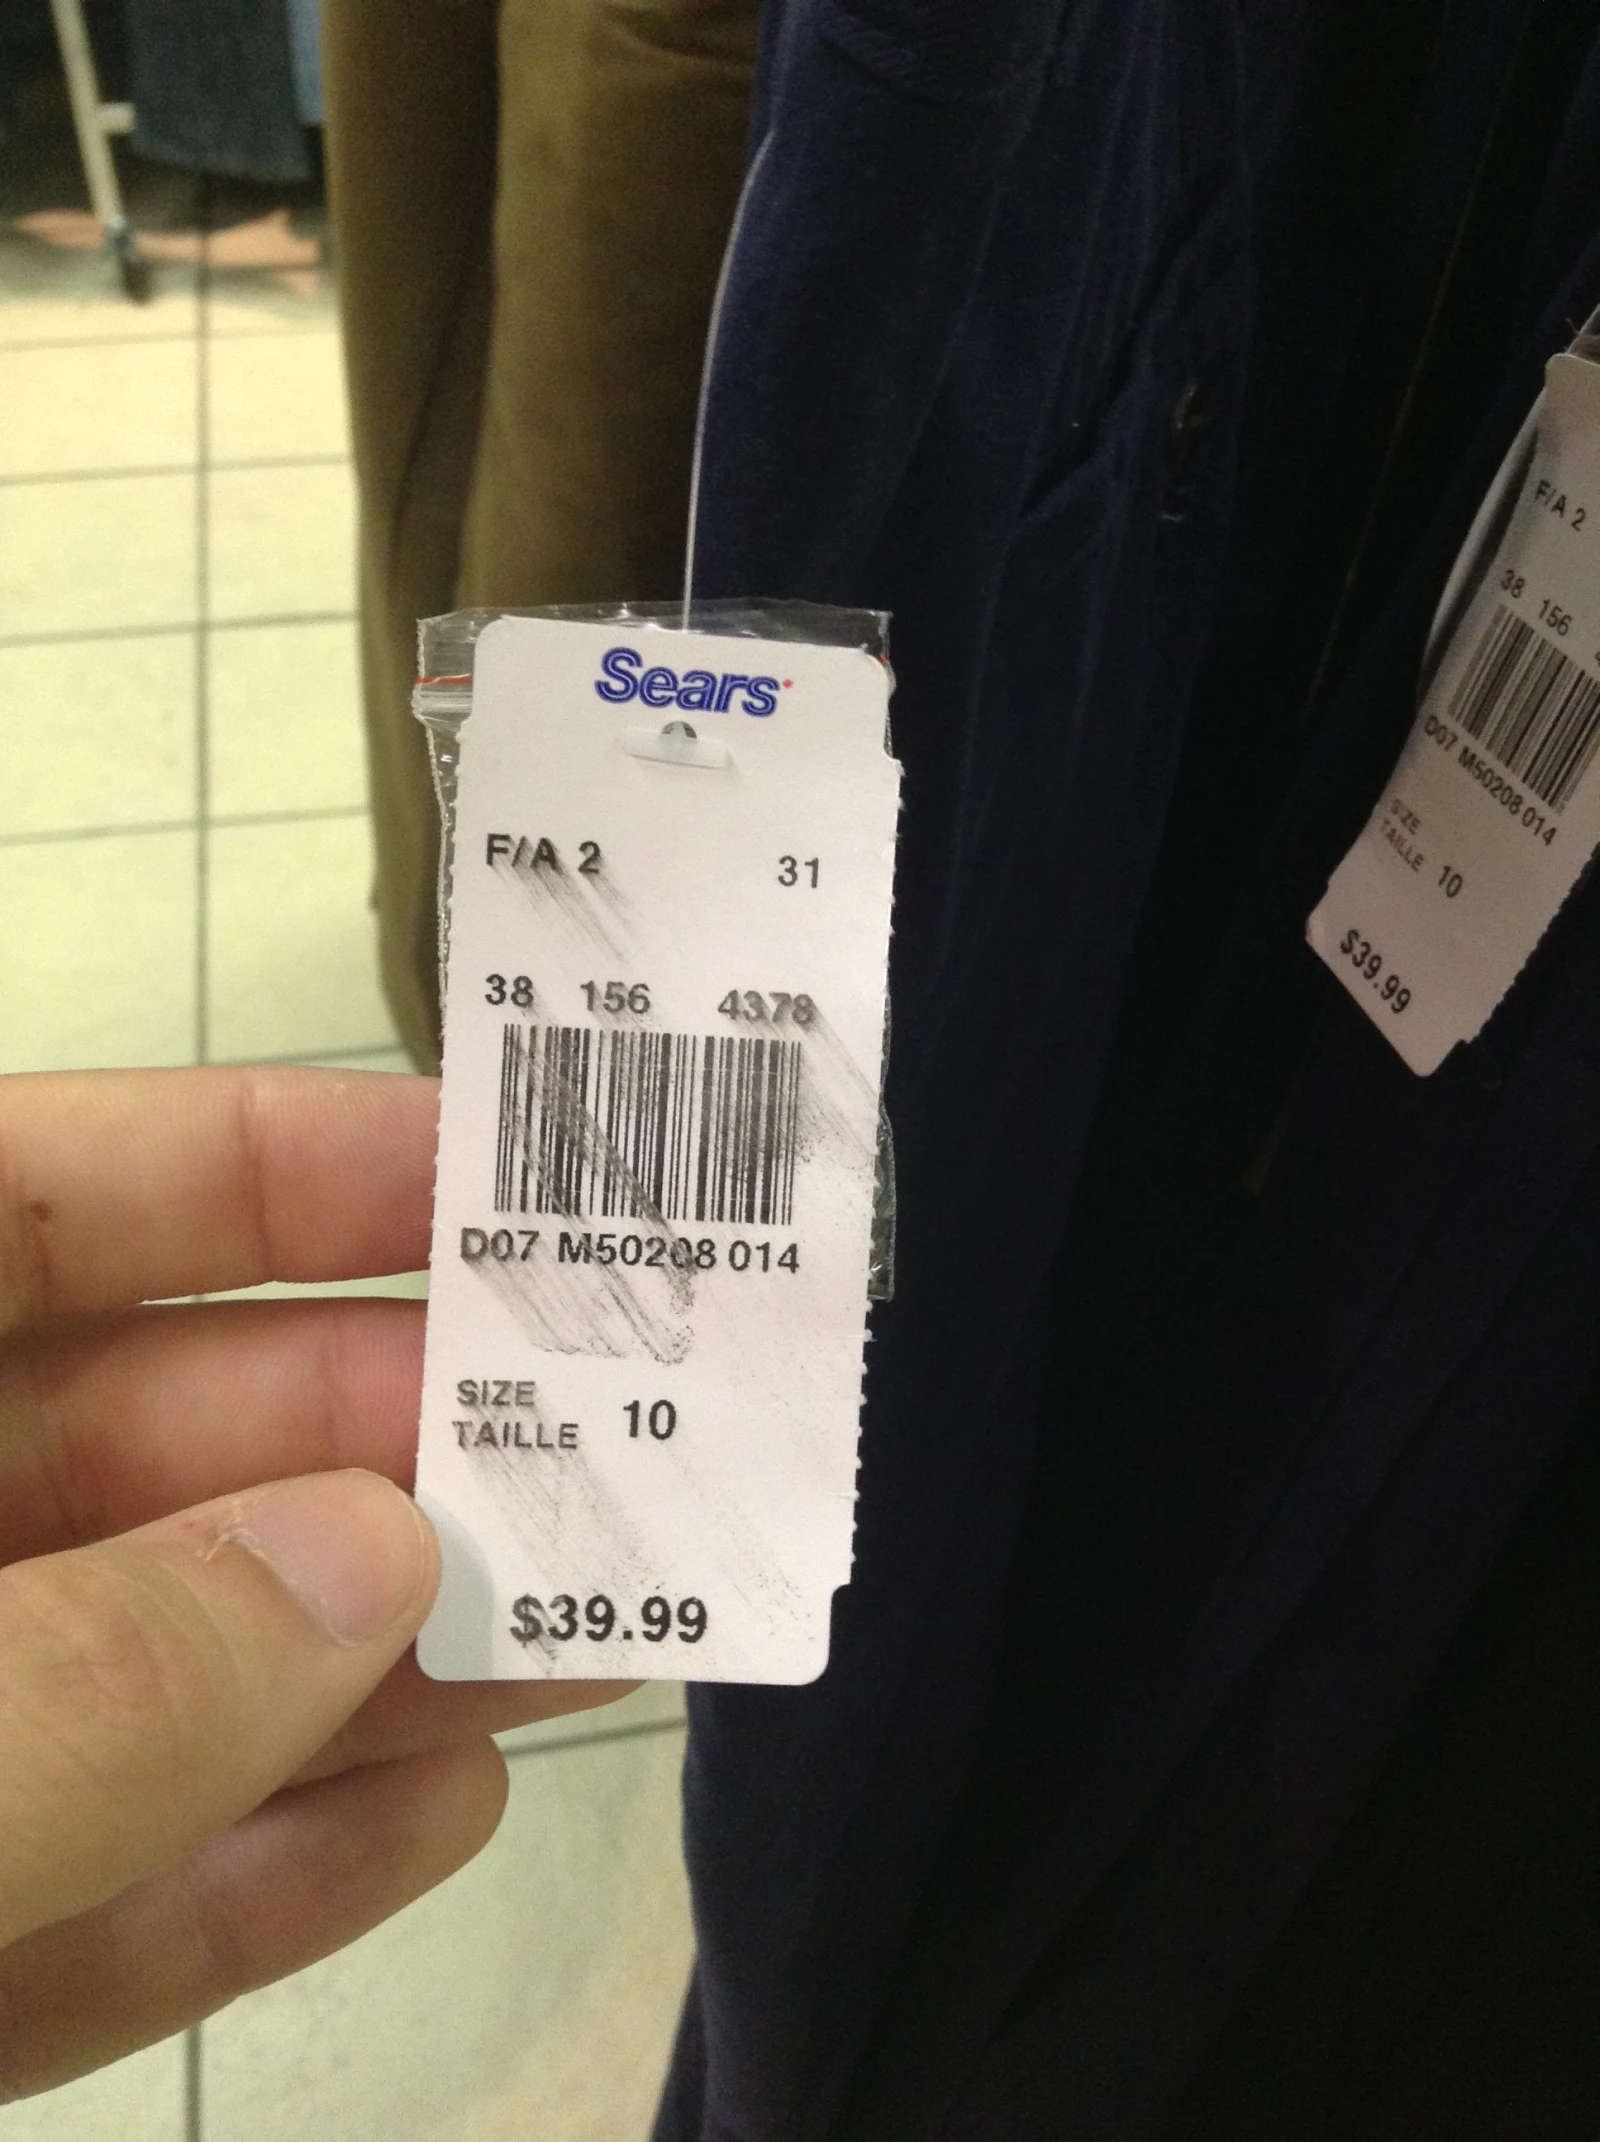 Sears
F/A 2 31
38 156 4378
D07 M50208 014
SIZE
TAILLE 10
$39.99
F/A 2
38 156
D07 M50208 014
SIZE
TAILLE 10
$39.99